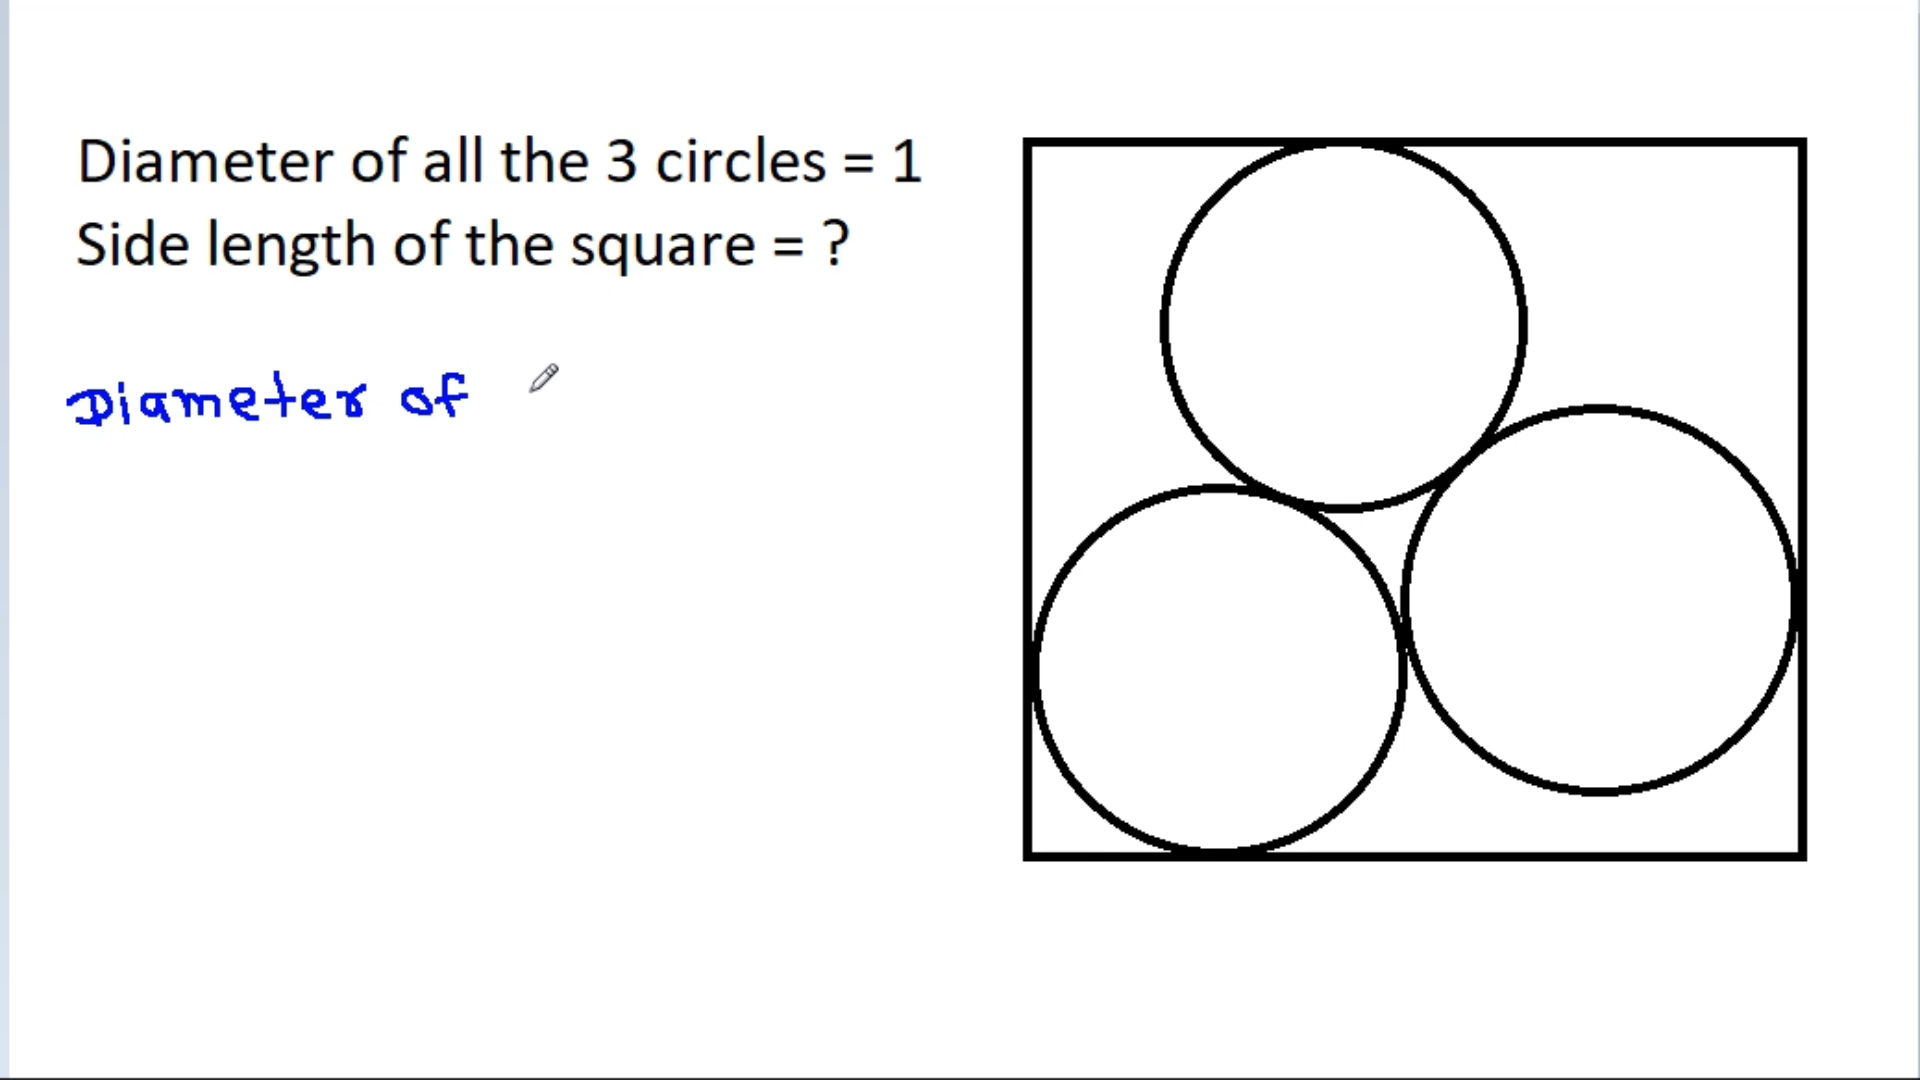 Diameter of all the 3 circles = 1
Side length of the square = ?
Diameter of